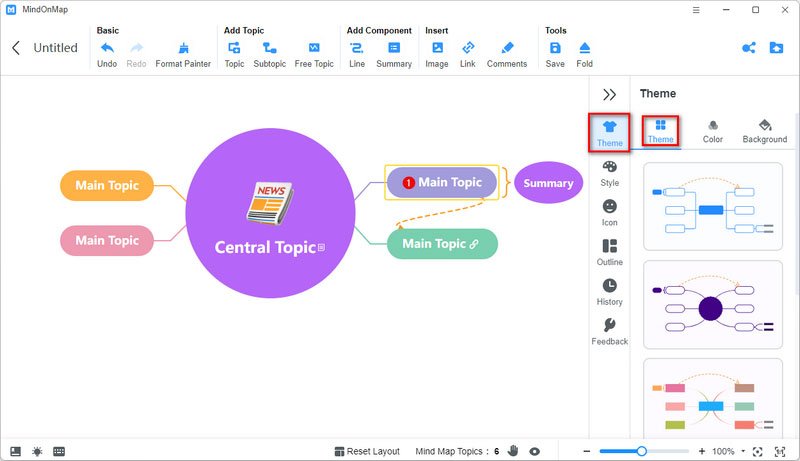 MindOnMap
Untitled
Basic
Undo
Redo
Format Painter
Add Topic
Topic
Subtopic
Free Topic
Add Component
Line
Summary
Insert
Image
Link
Comments
Tools
Save
Fold
Main Topic
Main Topic
NEWS
Central Topic
1 Main Topic
Summary
Main Topic
Theme
Style
Icon
Outline
History
Feedback
Theme
Theme
Color
Background
Reset Layout
Mind Map Topics : 6
100%